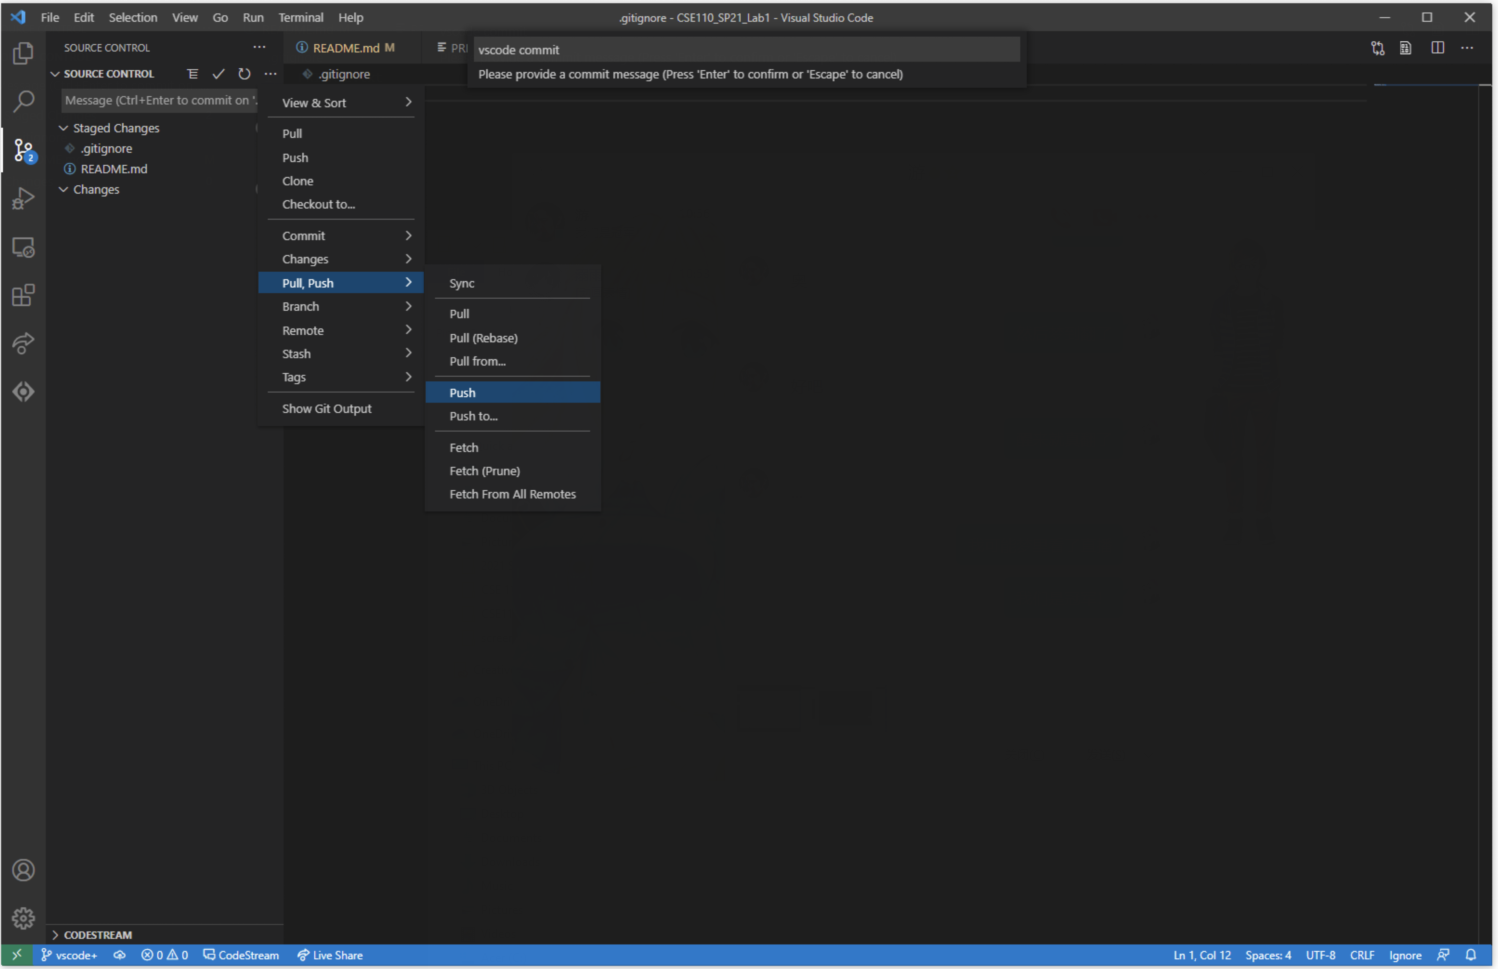 File Edit Selection View Go Run Terminal Help
.gitignore - CSE110_SP21_Lab1 - Visual Studio Code
SOURCE CONTROL
README.md M
vscode commit
Please provide a commit message (Press 'Enter' to confirm or 'Escape' to cancel)
SOURCE CONTROL
.gitignore
Message (Ctrl+Enter to commit on '.
Staged Changes
.gitignore
README.md
Changes
View & Sort
Pull
Push
Clone
Checkout to...
Commit
Changes
Pull, Push
Branch
Remote
Stash
Tags
Show Git Output
Sync
Pull
Pull (Rebase)
Pull from...
Push
Push to...
Fetch
Fetch (Prune)
Fetch From All Remotes
2
CODESTREAM
vscode+ 0 0 CodeStream Live Share
Ln 1, Col 12 Spaces: 4 UTF-8 CRLF Ignore